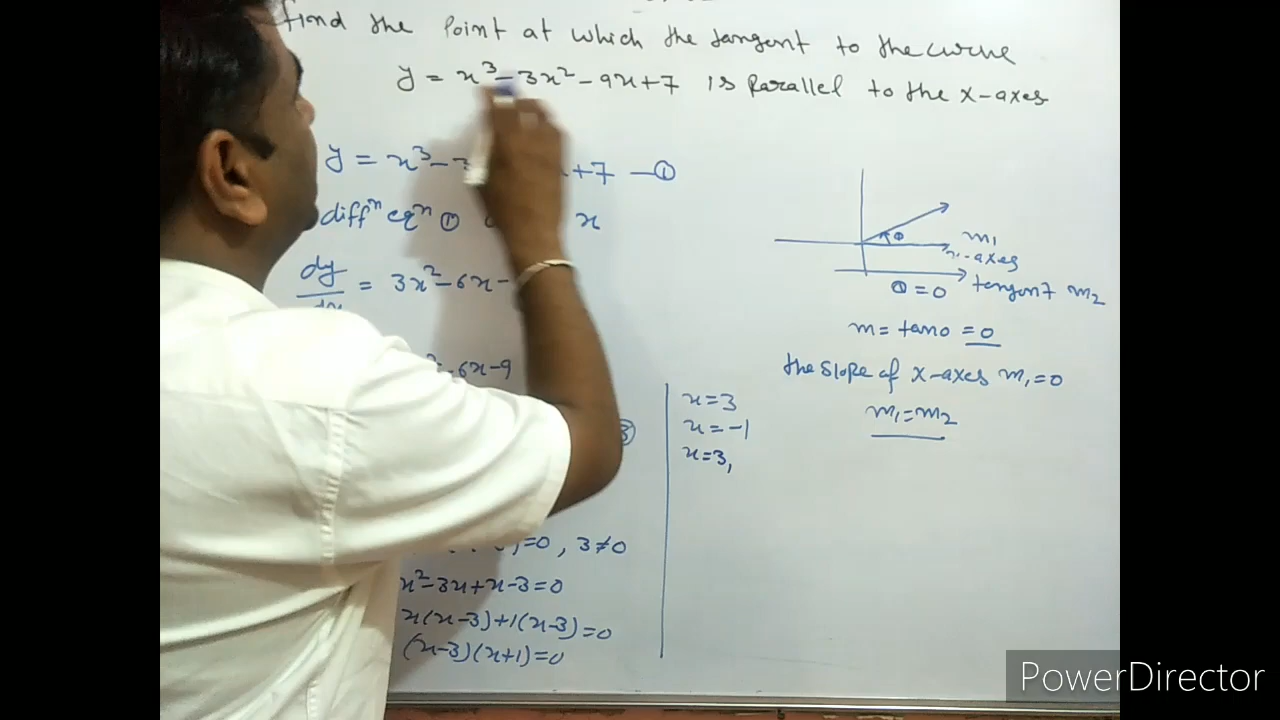 find the point at which the tangent to the curve
y = x³-3x²-9x+7 is Parallel to the x-axes
y = x³-3 +7 —①
diffⁿ eqⁿ ① x
dy/dx = 3x²-6x-
-6x-9
③
=0, 3≠0
x²-3x+x-3=0
x(x-3)+1(x-3)=0
(x-3)(x+1)=0
x=3
x=-1
x=3,
θ
m₁
x-axes
θ=0 tangent m₂
m= tan0 =0
the slope of x-axes m₁=0
m₁=m₂
PowerDirector